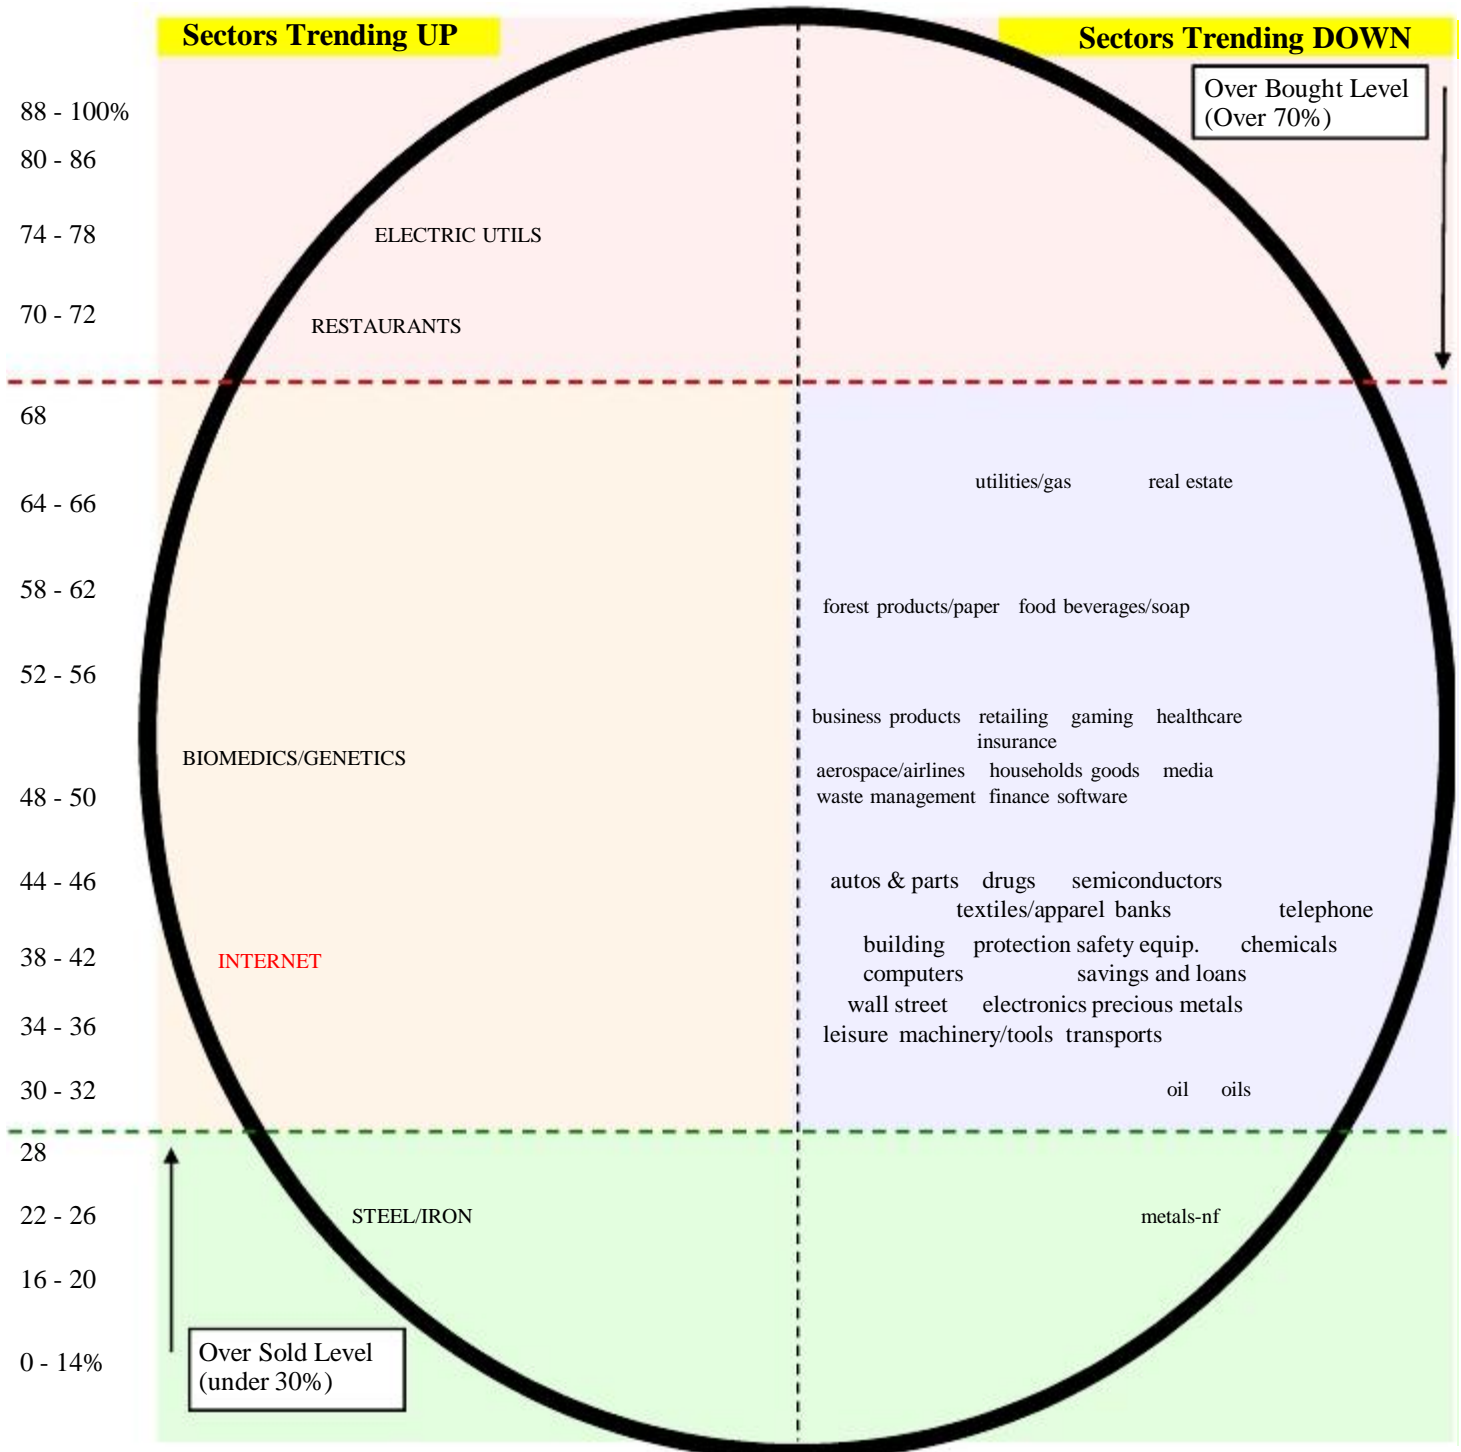 Sectors Trending UP
Sectors Trending DOWN
Over Bought Level
(Over 70%)
88 - 100%
80 - 86
74 - 78
ELECTRIC UTILS
70 - 72
RESTAURANTS
68
utilities/gas real estate
64 - 66
58 - 62
forest products/paper food beverages/soap
52 - 56
business products retailing gaming healthcare
insurance
BIOMEDICS/GENETICS
aerospace/airlines households goods media
48 - 50
waste management finance software
44 - 46
autos & parts drugs semiconductors
textiles/apparel banks telephone
building protection safety equip. chemicals
38 - 42
INTERNET
computers savings and loans
wall street electronics precious metals
34 - 36
leisure machinery/tools transports
30 - 32
oil oils
28
22 - 26
STEEL/IRON
metals-nf
16 - 20
0 - 14%
Over Sold Level
(under 30%)